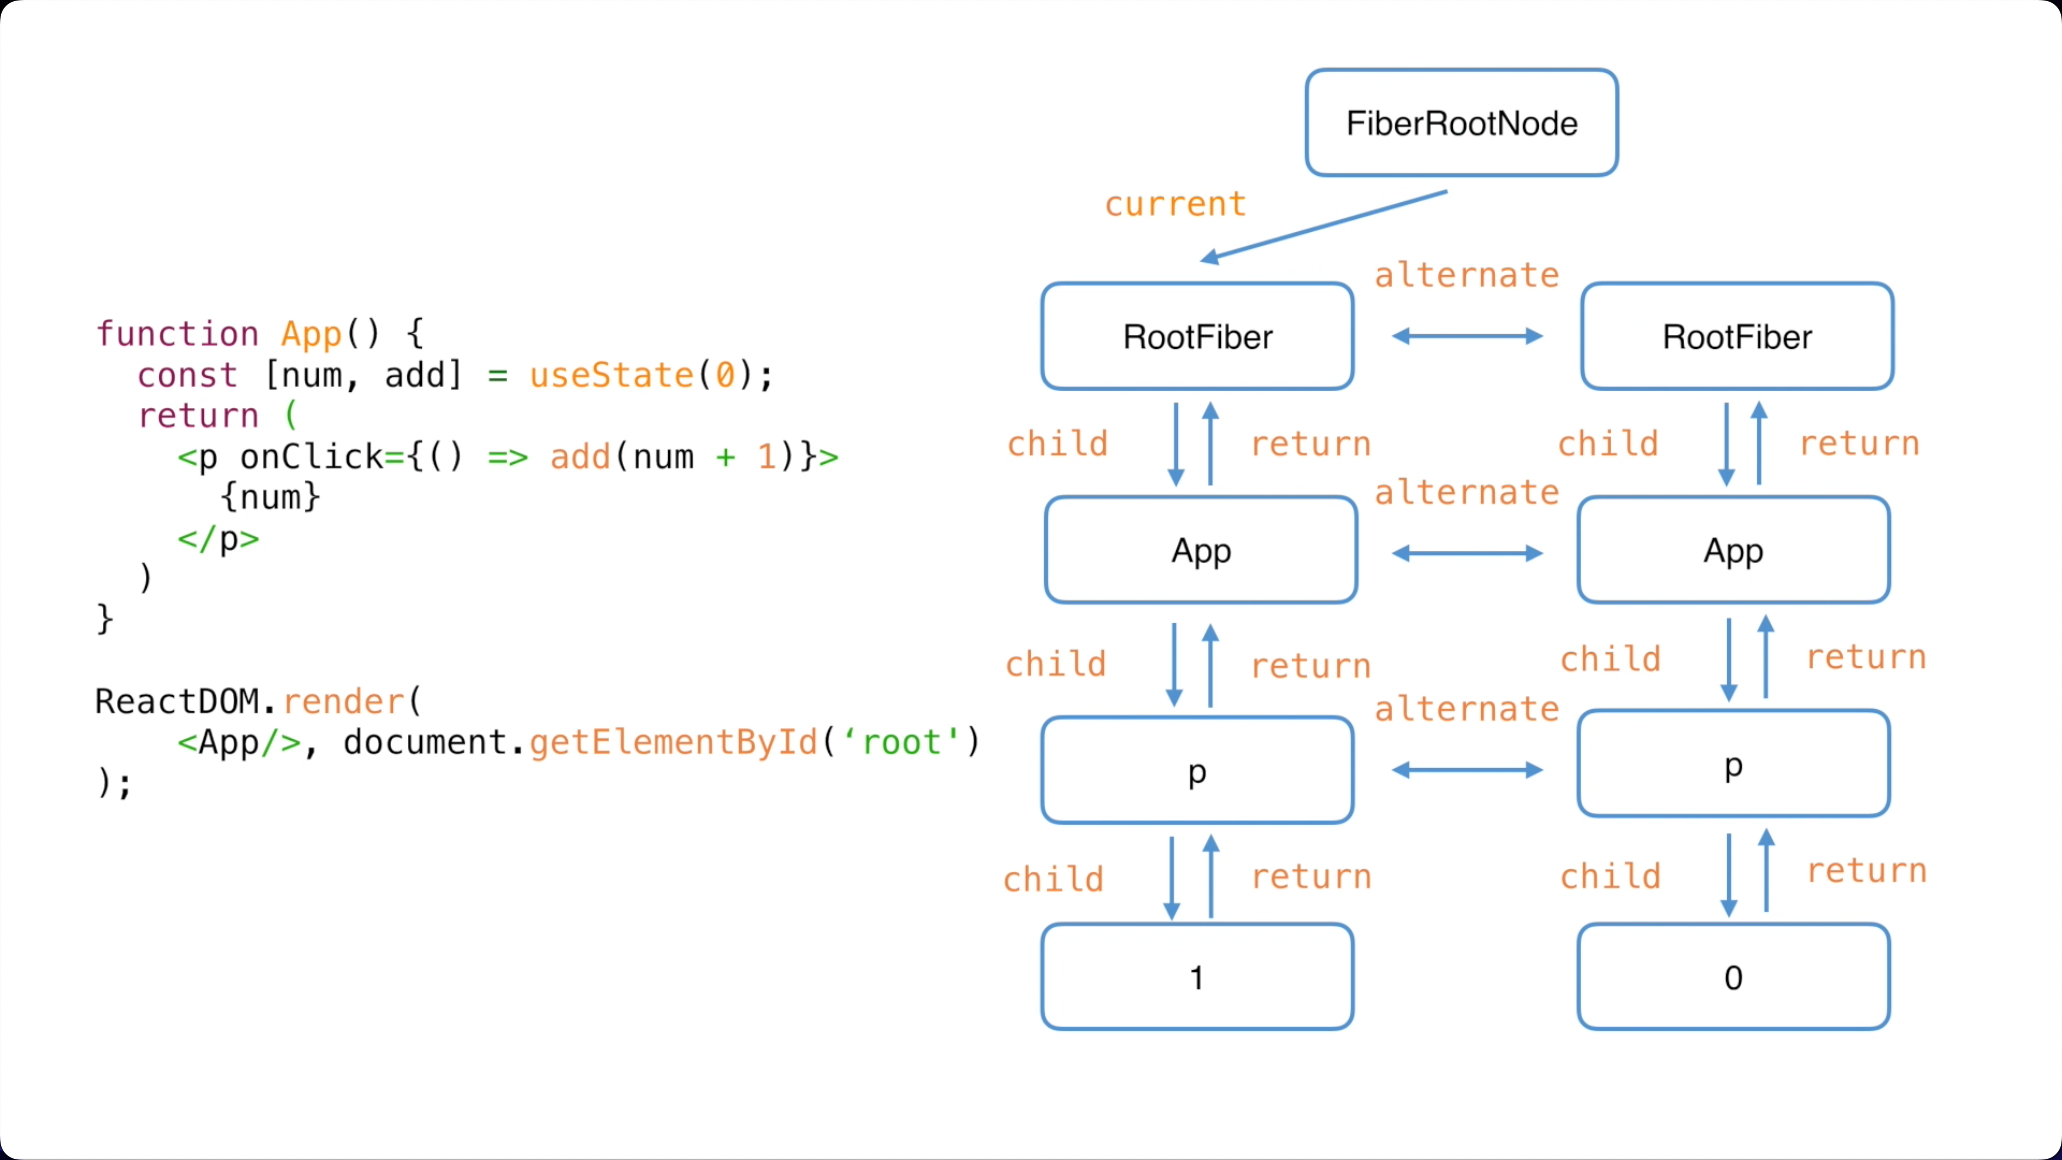 function App() {
  const [num, add] = useState(0);
  return (
    <p onClick={() => add(num + 1)}>
      {num}
    </p>
  )
}
ReactDOM.render(
    <App/>, document.getElementById(‘root')
);
FiberRootNode
current
alternate
RootFiber
RootFiber
child
return
child
return
alternate
App
App
child
return
child
return
alternate
p
p
child
return
child
return
1
0